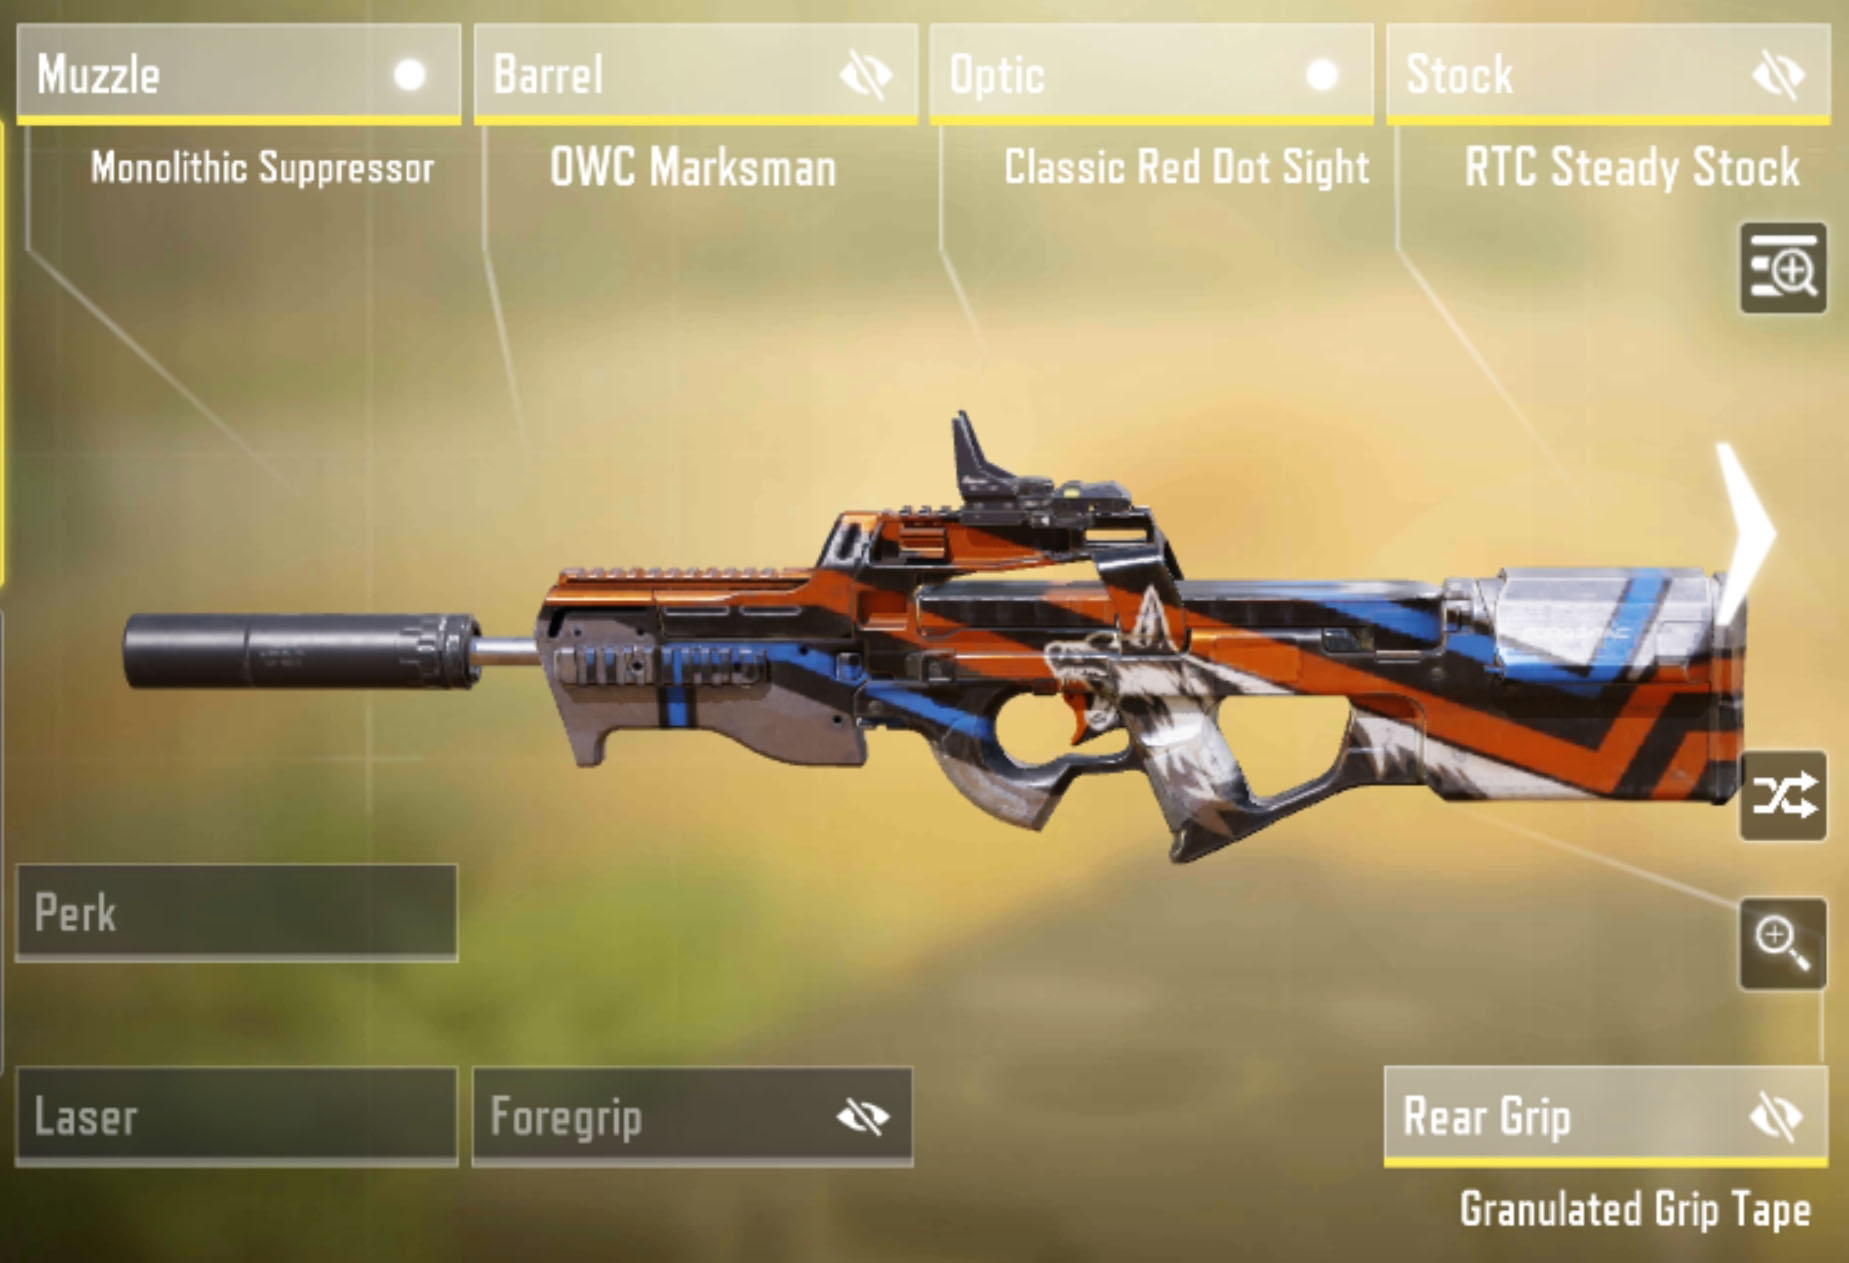 Muzzle
Barrel
Optic
Stock
Monolithic Suppressor
OWC Marksman
Classic Red Dot Sight
RTC Steady Stock
Perk
Laser
Foregrip
Rear Grip
Granulated Grip Tape